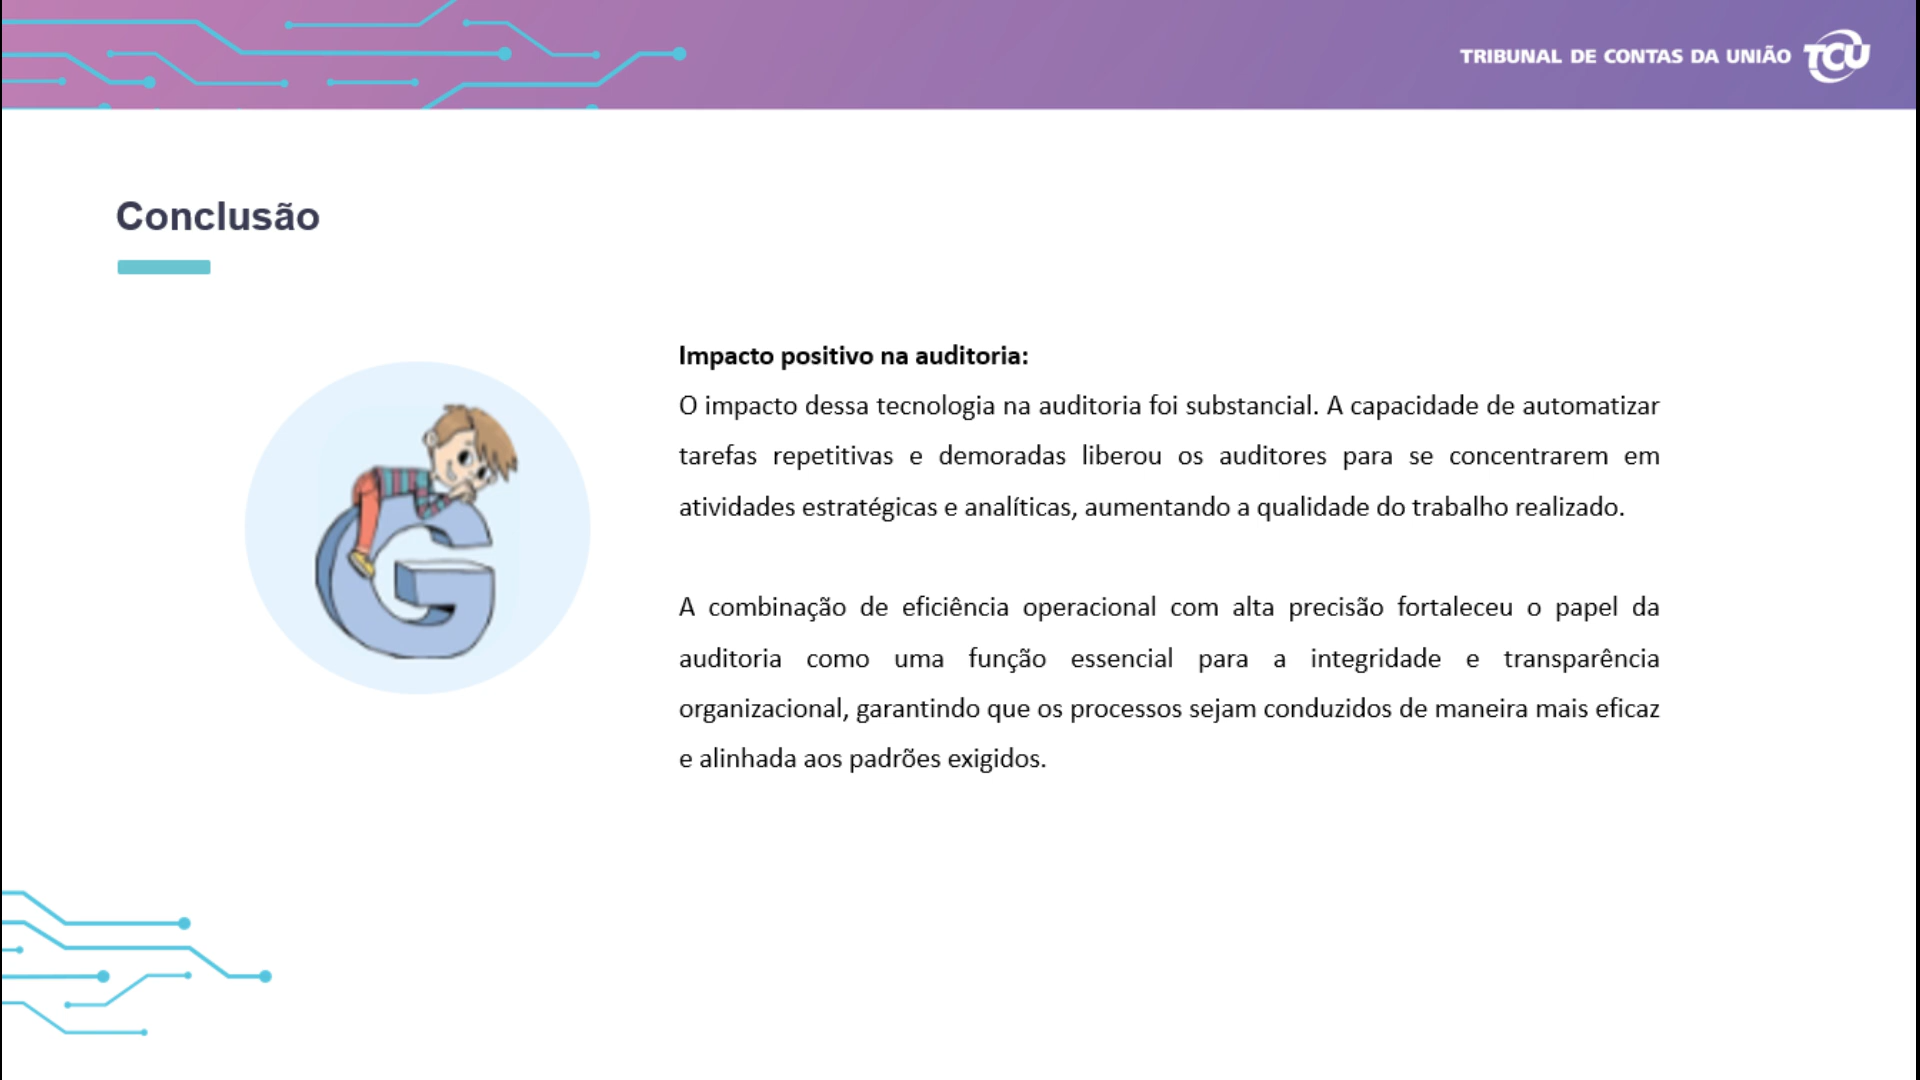 TRIBUNAL DE CONTAS DA UNIÃO TCU
Conclusão
Impacto positivo na auditoria:
O impacto dessa tecnologia na auditoria foi substancial. A capacidade de automatizar
tarefas repetitivas e demoradas liberou os auditores para se concentrarem em
atividades estratégicas e analíticas, aumentando a qualidade do trabalho realizado.
A combinação de eficiência operacional com alta precisão fortaleceu o papel da
auditoria como uma função essencial para a integridade e transparência
organizacional, garantindo que os processos sejam conduzidos de maneira mais eficaz
e alinhada aos padrões exigidos.
G